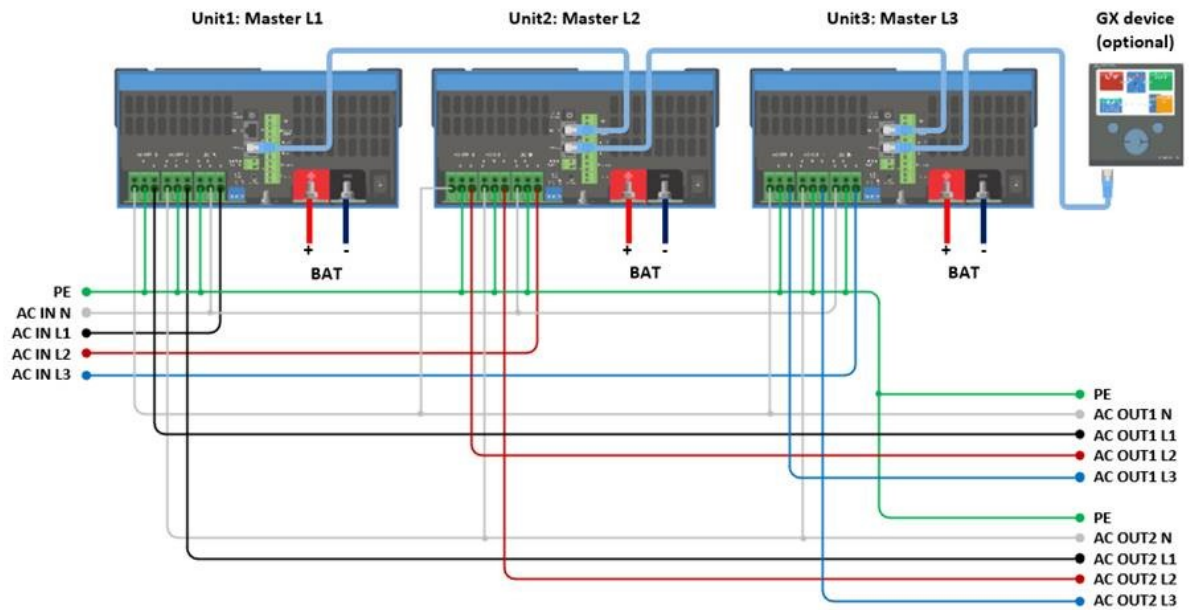 Unit1: Master L1
Unit2: Master L2
Unit3: Master L3
GX device
(optional)
+
-
BAT
+
-
BAT
+
-
BAT
PE
AC IN N
AC IN L1
AC IN L2
AC IN L3
PE
AC OUT1 N
AC OUT1 L1
AC OUT1 L2
AC OUT1 L3
PE
AC OUT2 N
AC OUT2 L1
AC OUT2 L2
AC OUT2 L3